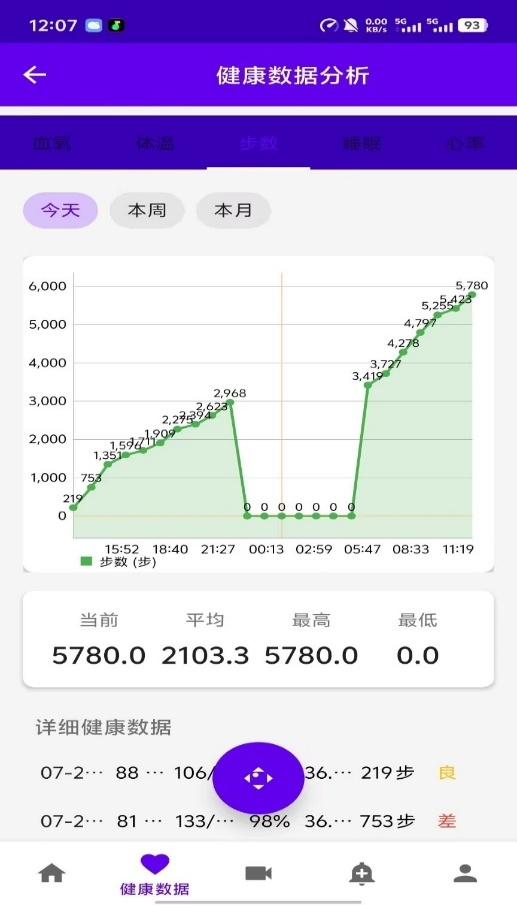 12:07 0.00 KB/s 5G 5G 93
健康数据分析
血氧 体温 步数 睡眠 心率
今天 本周 本月
6,000
5,000
4,000
3,000
2,000
1,000
0
219 753 1,351 1,596 1,711 1,909 2,275 2,394 2,623 2,968 0 0 0 0 0 0 0 3,419 3,727 4,278 4,797 5,255 5,423 5,780
15:52 18:40 21:27 00:13 02:59 05:47 08:33 11:19
步数 (步)
当前 平均 最高 最低
5780.0 2103.3 5780.0 0.0
详细健康数据
07-2… 88 … 106/ 36.… 219步 良
07-2… 81 … 133/… 98% 36.… 753步 差
健康数据